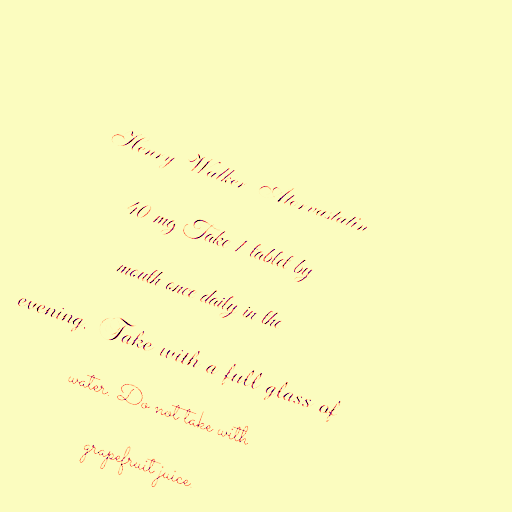 Henry Walker Atorvastatin
40 mg Take 1 tablet by
mouth once daily in the
evening. Take with a full glass of
water. Do not take with
grapefruit juice